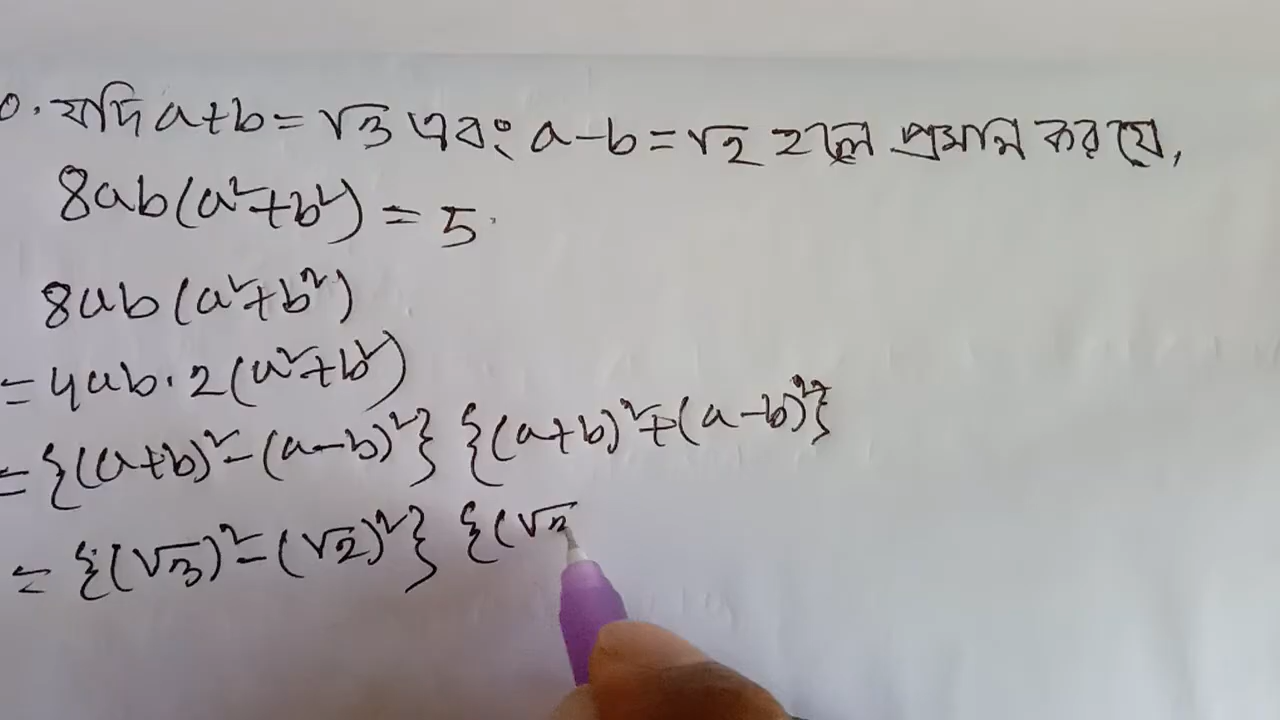 0. যদি a+b=√3 এবং a-b=√2 হলে প্রমান কর যে,
8ab(a²+b²) = 5.
8ab(a²+b²)
= 4ab.2(a²+b²)
= {(a+b)²-(a-b)²} {(a+b)²+(a-b)²}
= {(√3)²-(√2)²} {(√